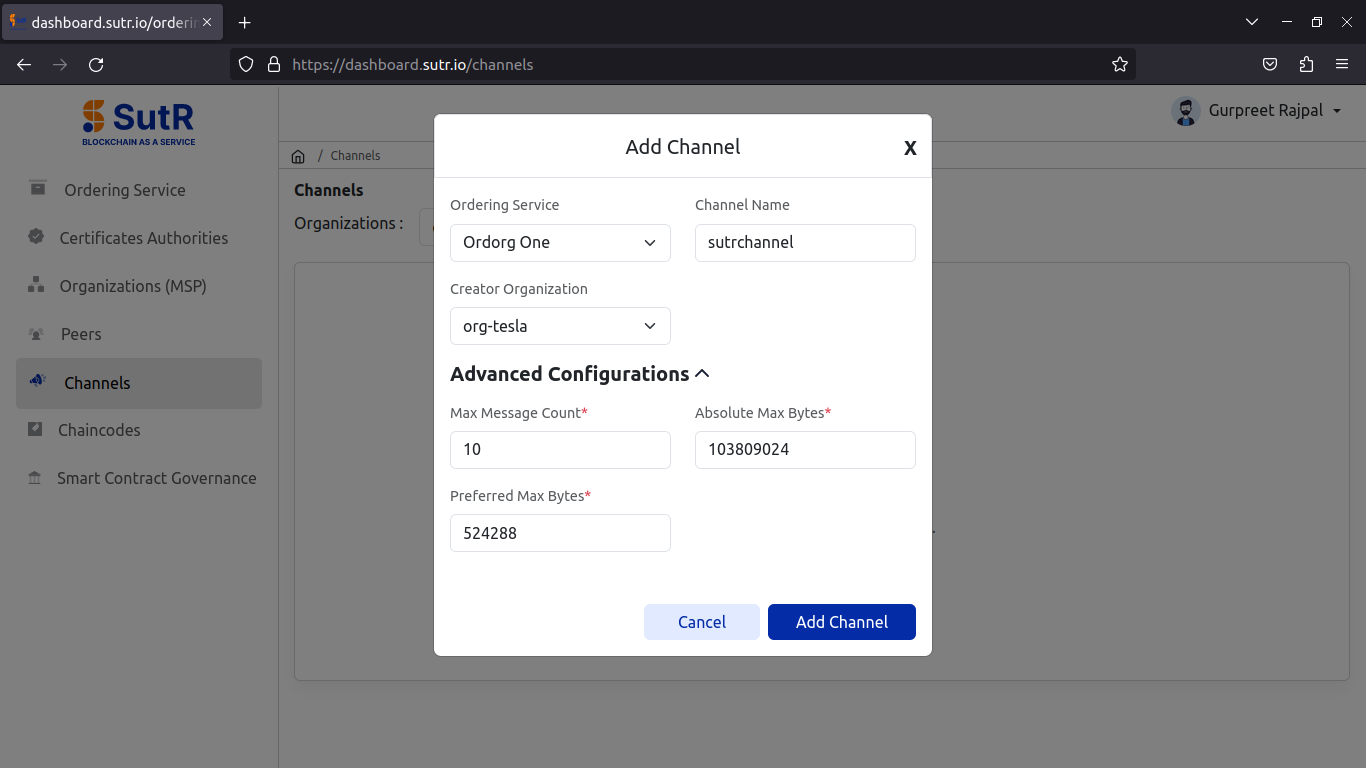 dashboard.sutr.io/orderin
https://dashboard.sutr.io/channels
SutR
BLOCKCHAIN AS A SERVICE
Gurpreet Rajpal
/ Channels
Ordering Service
Certificates Authorities
Organizations (MSP)
Peers
Channels
Chaincodes
Smart Contract Governance
Channels
Organizations :
Add Channel
X
Ordering Service
Channel Name
Ordorg One
sutrchannel
Creator Organization
org-tesla
Advanced Configurations
Max Message Count*
Absolute Max Bytes*
10
103809024
Preferred Max Bytes*
524288
Cancel
Add Channel